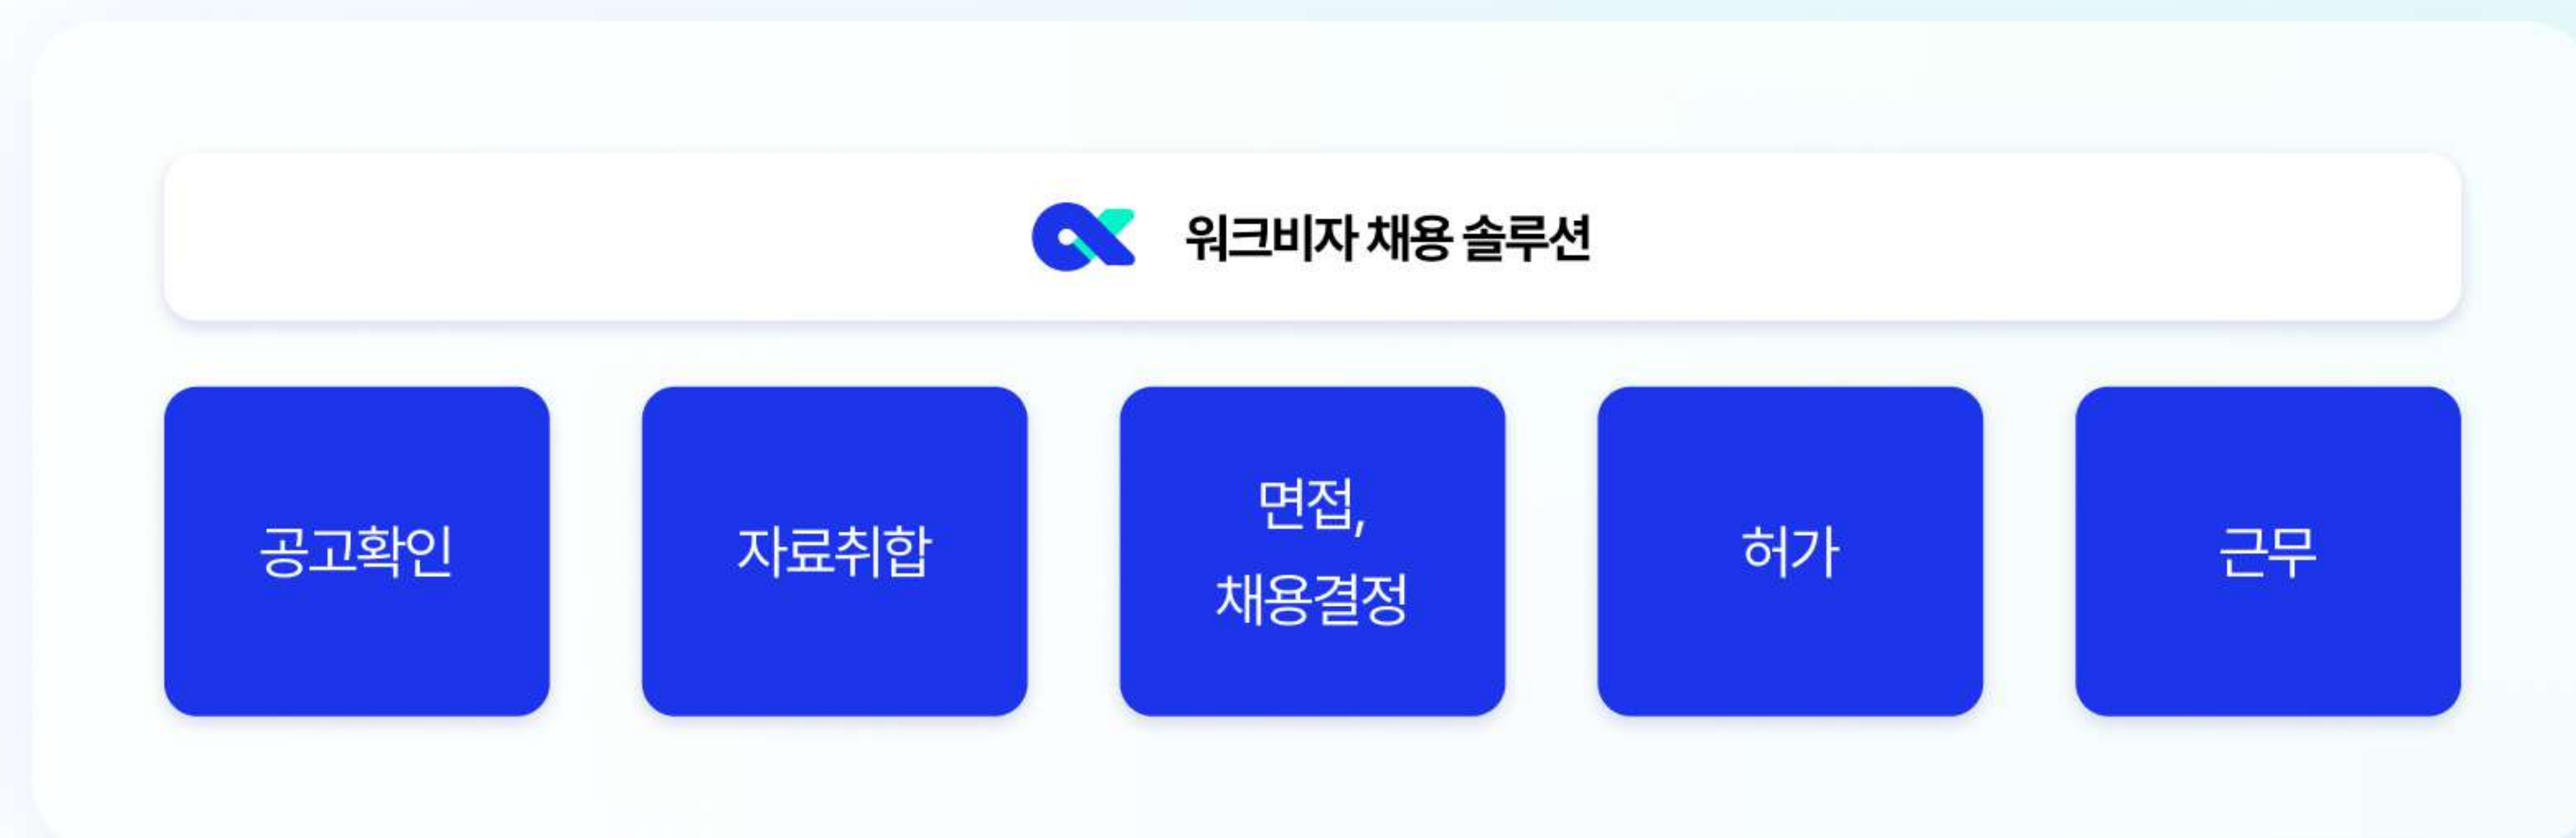 워크비자 채용 솔루션
공고확인
자료취합
면접,
채용결정
허가
근무